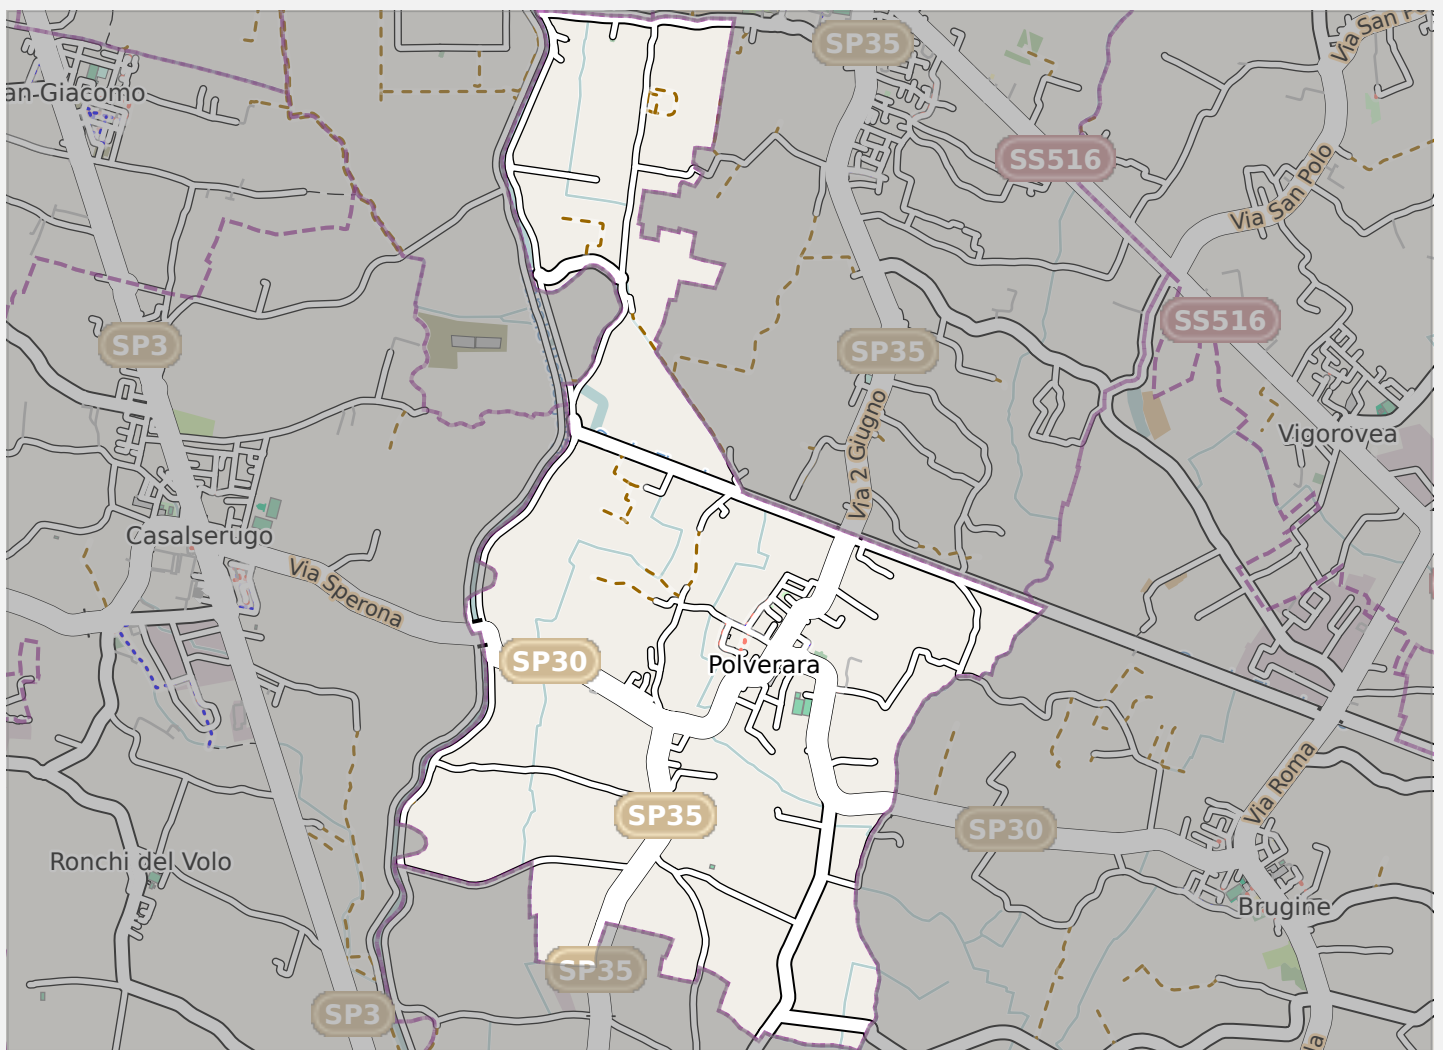 SP35
Via San Po
an Giacomo
SS516
Via San Polo
SS516
SP3
SP35
Via 2 Giugno
Vigorovea
Casalserugo
Via Sperona
SP30
Polverara
Via Roma
SP35
SP30
Ronchi del Volo
Brugine
SP35
SP3